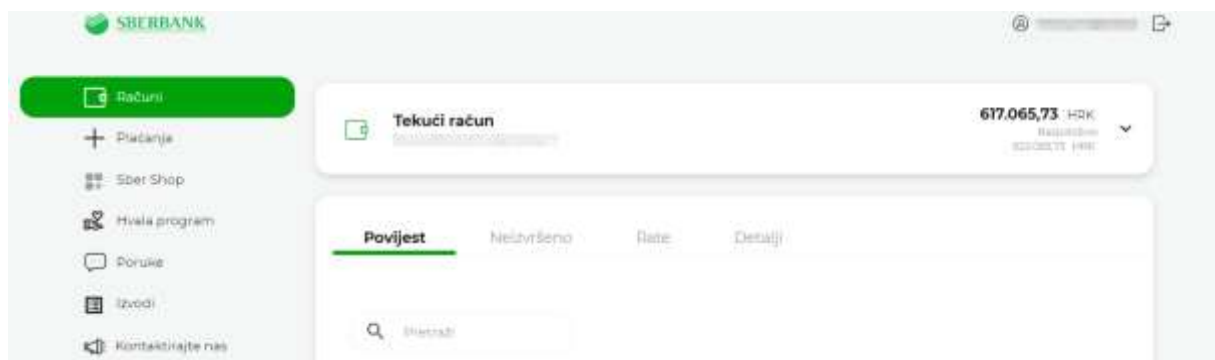 SBERBANK
Računi
Plaćanja
Sber Shop
Hvala program
Poruke
Izvodi
Kontaktirajte nas
Tekući račun
617.065,73 HRK
HRK
Povijest Neizvršeno Rate Detalji
Pretraži